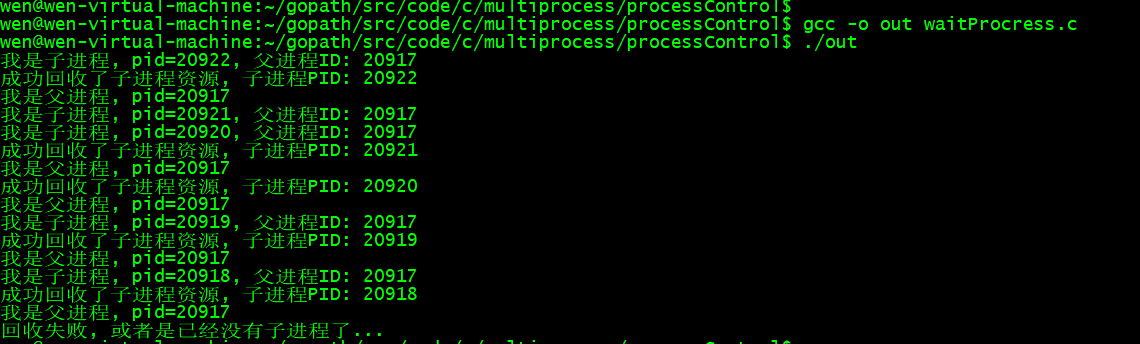 wen@wen-virtual-machine:~/gopath/src/code/c/multiprocess/processControl$
wen@wen-virtual-machine:~/gopath/src/code/c/multiprocess/processControl$ gcc -o out waitProcress.c
wen@wen-virtual-machine:~/gopath/src/code/c/multiprocess/processControl$ ./out
我是子进程, pid=20922, 父进程ID: 20917
成功回收了子进程资源, 子进程PID: 20922
我是父进程, pid=20917
我是子进程, pid=20921, 父进程ID: 20917
我是子进程, pid=20920, 父进程ID: 20917
成功回收了子进程资源, 子进程PID: 20921
我是父进程, pid=20917
成功回收了子进程资源, 子进程PID: 20920
我是父进程, pid=20917
我是子进程, pid=20919, 父进程ID: 20917
成功回收了子进程资源, 子进程PID: 20919
我是父进程, pid=20917
我是子进程, pid=20918, 父进程ID: 20917
成功回收了子进程资源, 子进程PID: 20918
我是父进程, pid=20917
回收失败, 或者是已经没有子进程了...